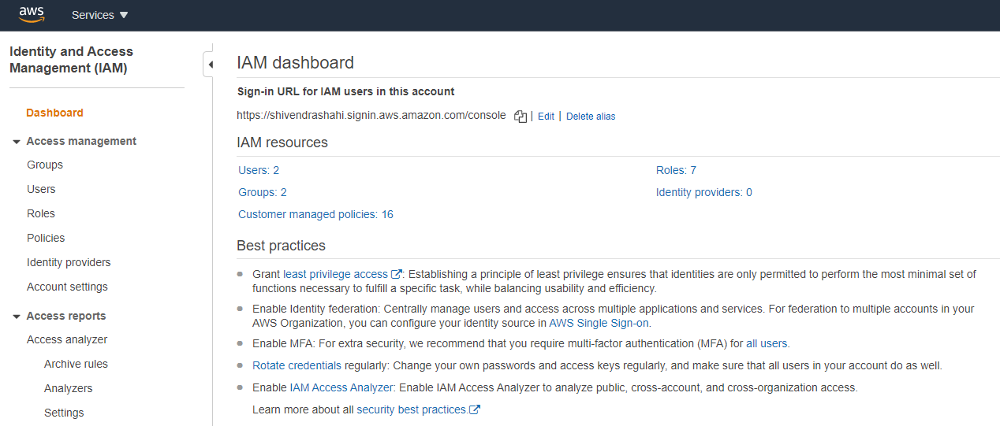 aws
Services
Identity and Access
Management (IAM)
Dashboard
Access management
Groups
Users
Roles
Policies
Identity providers
Account settings
Access reports
Access analyzer
Archive rules
Analyzers
Settings
IAM dashboard
Sign-in URL for IAM users in this account
https://shivendrashahi.signin.aws.amazon.com/console | Edit | Delete alias
IAM resources
Users: 2
Roles: 7
Groups: 2
Identity providers: 0
Customer managed policies: 16
Best practices
Grant least privilege access : Establishing a principle of least privilege ensures that identities are only permitted to perform the most minimal set of
functions necessary to fulfill a specific task, while balancing usability and efficiency.
Enable Identity federation: Centrally manage users and access across multiple applications and services. For federation to multiple accounts in your
AWS Organization, you can configure your identity source in AWS Single Sign-on.
Enable MFA: For extra security, we recommend that you require multi-factor authentication (MFA) for all users.
Rotate credentials regularly: Change your own passwords and access keys regularly, and make sure that all users in your account do as well.
Enable IAM Access Analyzer: Enable IAM Access Analyzer to analyze public, cross-account, and cross-organization access.
Learn more about all security best practices.